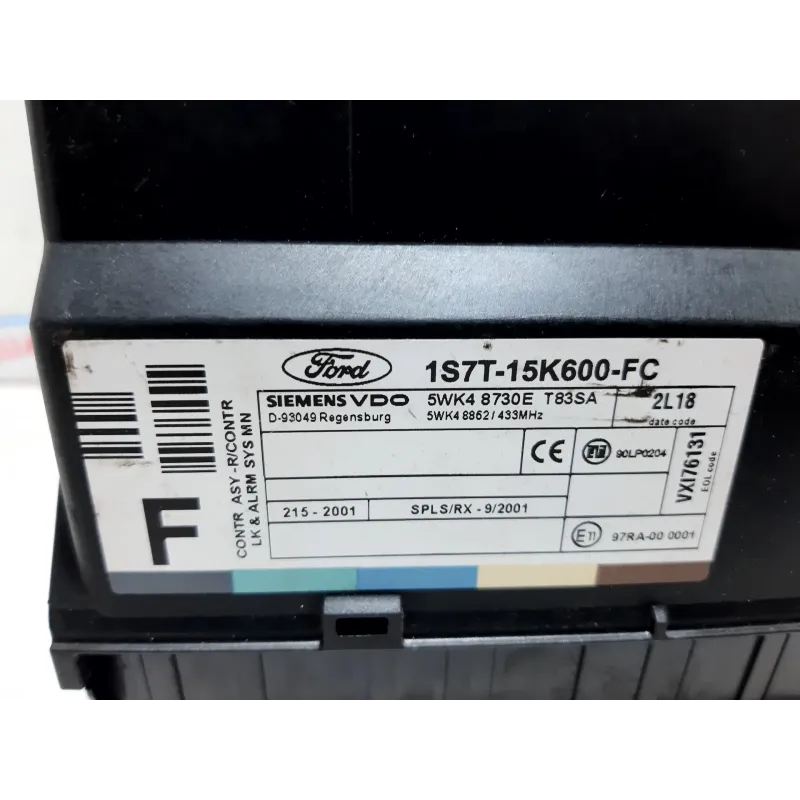 Ford
1S7T-15K600-FC
SIEMENS VDO
D-93049 Regensburg
5WK4 8730E T83SA
5WK4 8852 / 433MHz
2L18
date code
CE
90LP0204
VXI76131
EOL code
215 - 2001
SPLS/RX - 9/2001
E11
97RA-00 0001
F
CONTR ASY -R/CONTR
LK & ALRM SYS MN